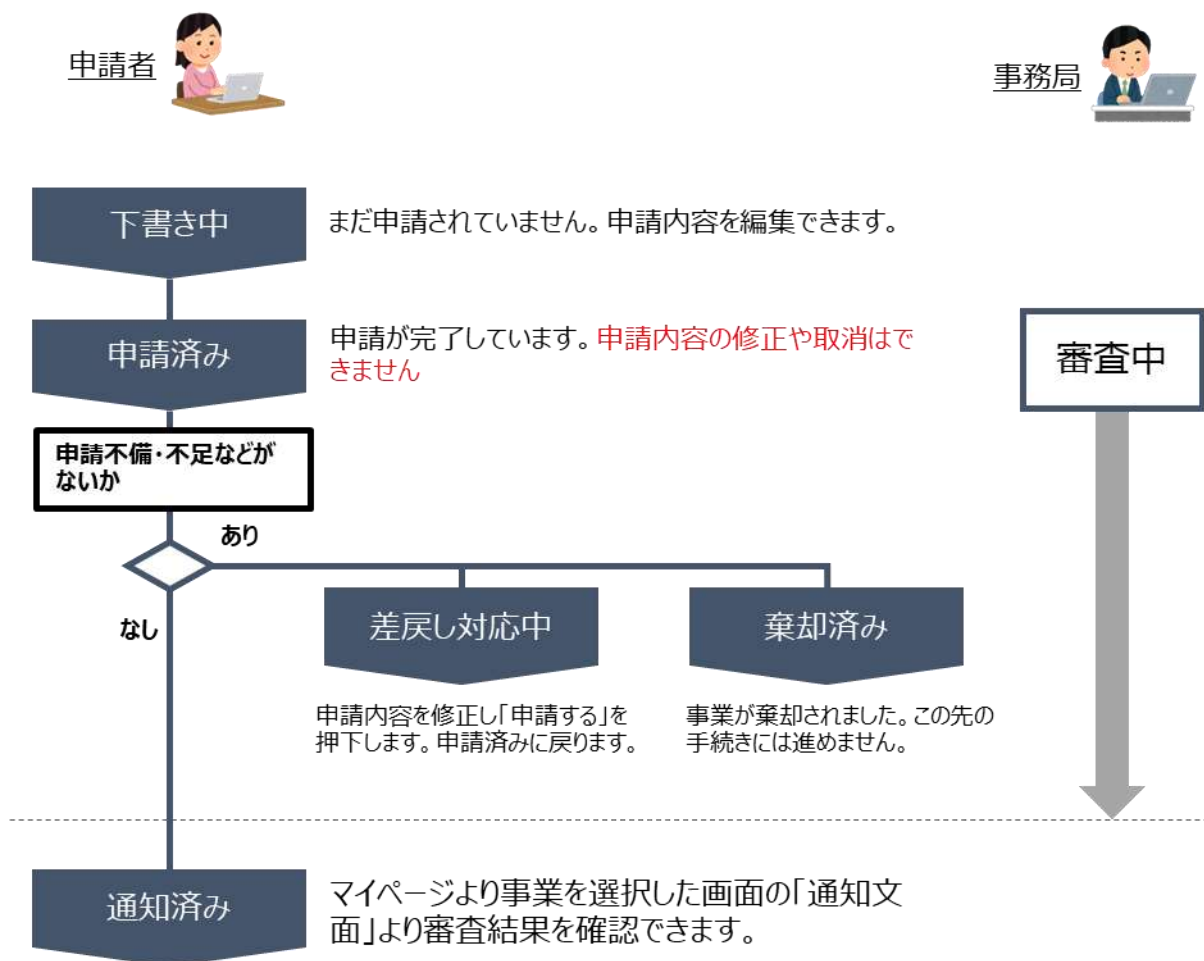 申請者
事務局
下書き中
まだ申請されていません。申請内容を編集できます。
申請済み
申請が完了しています。申請内容の修正や取消はで
きません
審査中
申請不備・不足などが
ないか
あり
なし
差戻し対応中
棄却済み
申請内容を修正し「申請する」を
押下します。申請済みに戻ります。
事業が棄却されました。この先の
手続きには進めません。
通知済み
マイページより事業を選択した画面の「通知文
面」より審査結果を確認できます。